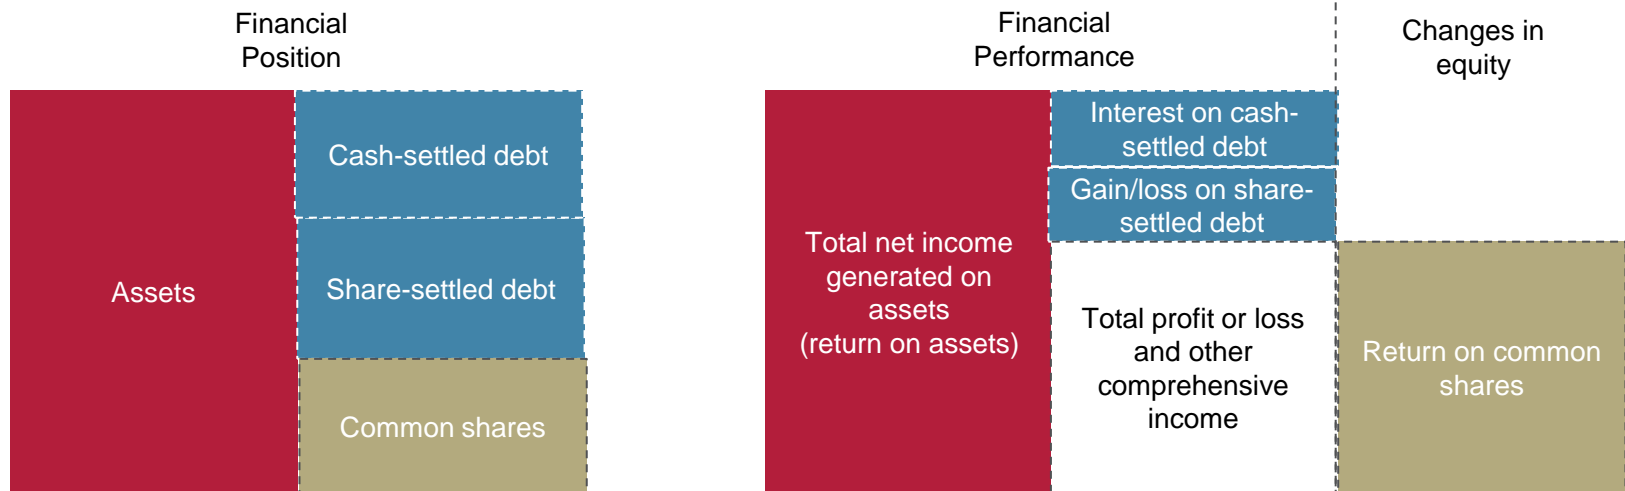 Financial
Position
Assets
Cash-settled debt
Share-settled debt
Common shares
Financial
Performance
Changes in
equity
Total net income
generated on
assets
(return on assets)
Interest on cash-
settled debt
Gain/loss on share-
settled debt
Total profit or loss
and other
comprehensive
income
Return on common
shares